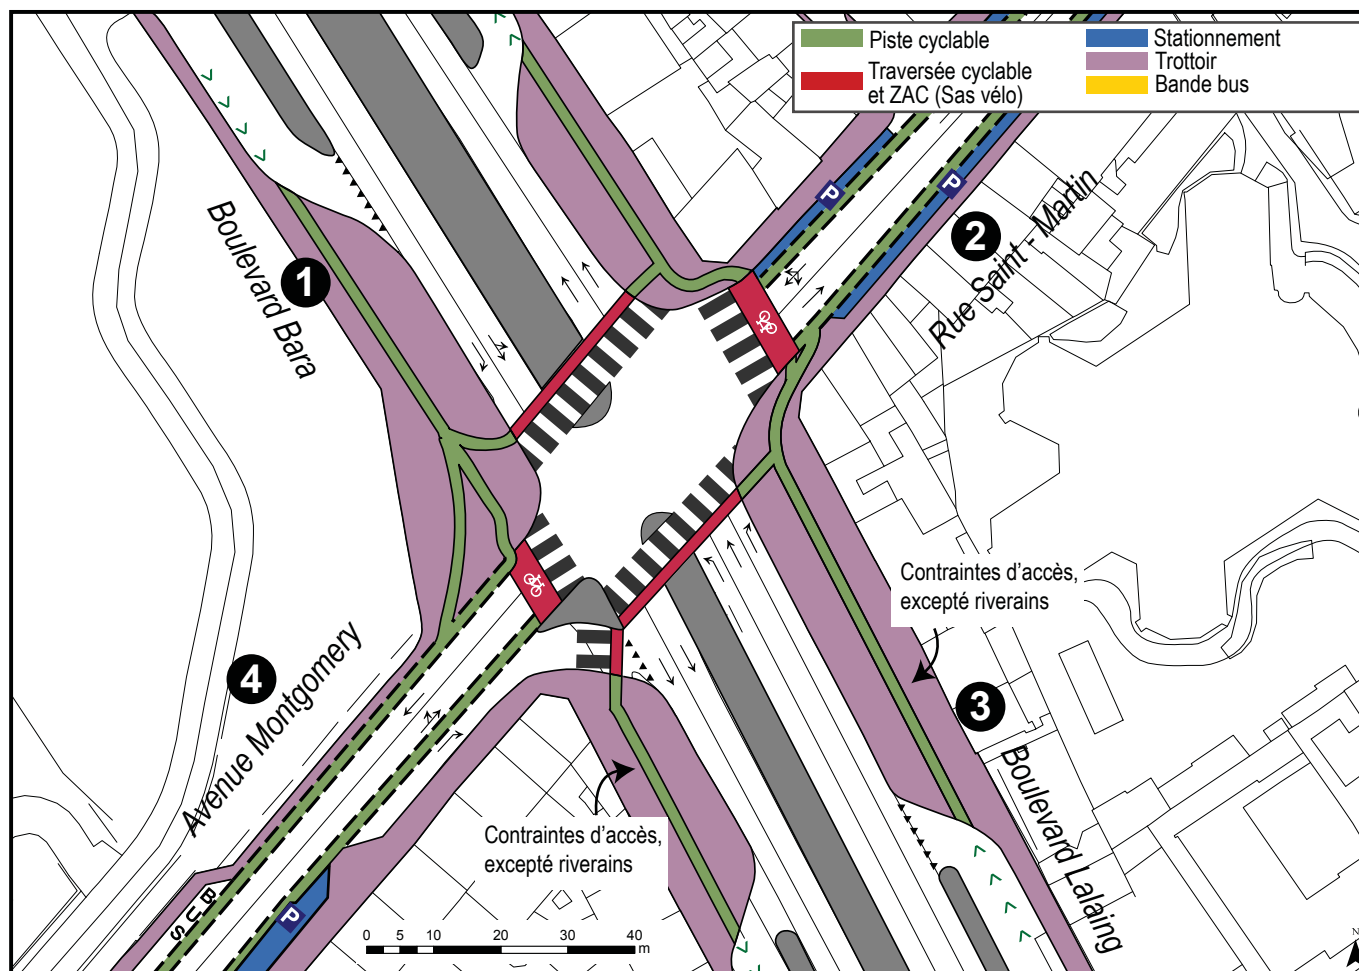 Piste cyclable
Traversée cyclable
et ZAC (Sas vélo)
Stationnement
Trottoir
Bande bus
P
P
2
Rue Saint - Martin
1
Boulevard Bara
Contraintes d'accès,
excepté riverains
4
Avenue Montgomery
3
Boulevard Lalaing
Contraintes d'accès,
excepté riverains
BUS
P
0 5 10 20 30 40
m
N